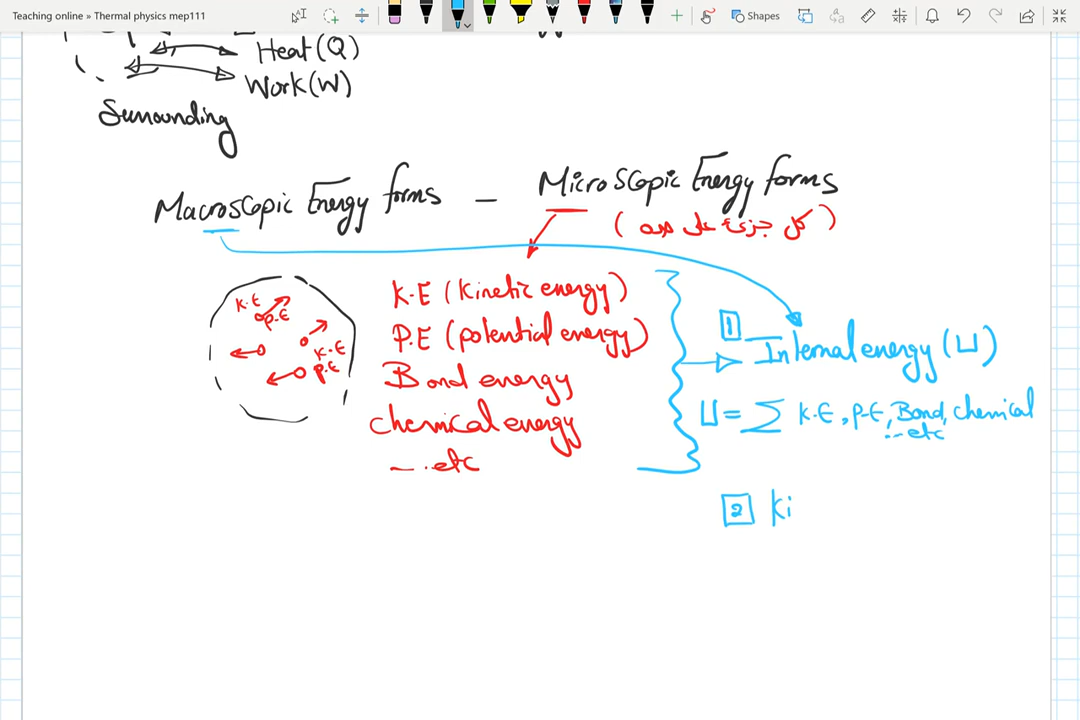 Teaching online » Thermal physics mep111
Shapes
Heat(Q)
Work(W)
Surrounding
Macroscopic Energy forms - Microscopic Energy forms
(كل جزئ على حده)
K.E
P.E
K.E
P.E
K.E (Kinetic energy)
P.E (potential energy)
Bond energy
chemical energy
-..etc
1 Internal energy (U)
U = Σ K.E, P.E, Bond, chemical
...etc
2 Ki